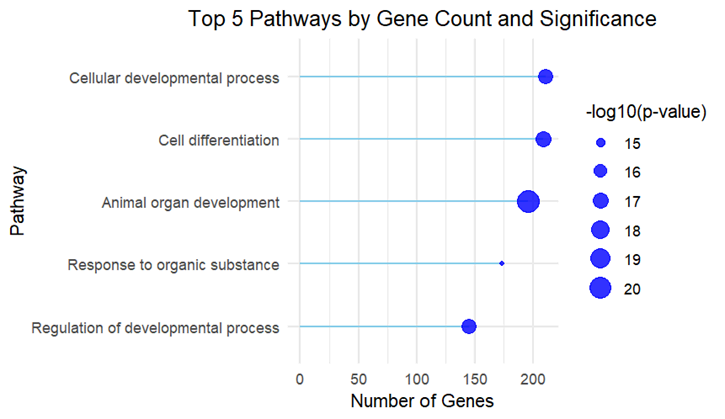 Top 5 Pathways by Gene Count and Significance
Pathway
Cellular developmental process
Cell differentiation
Animal organ development
Response to organic substance
Regulation of developmental process
0 50 100 150 200
Number of Genes
-log10(p-value)
15
16
17
18
19
20